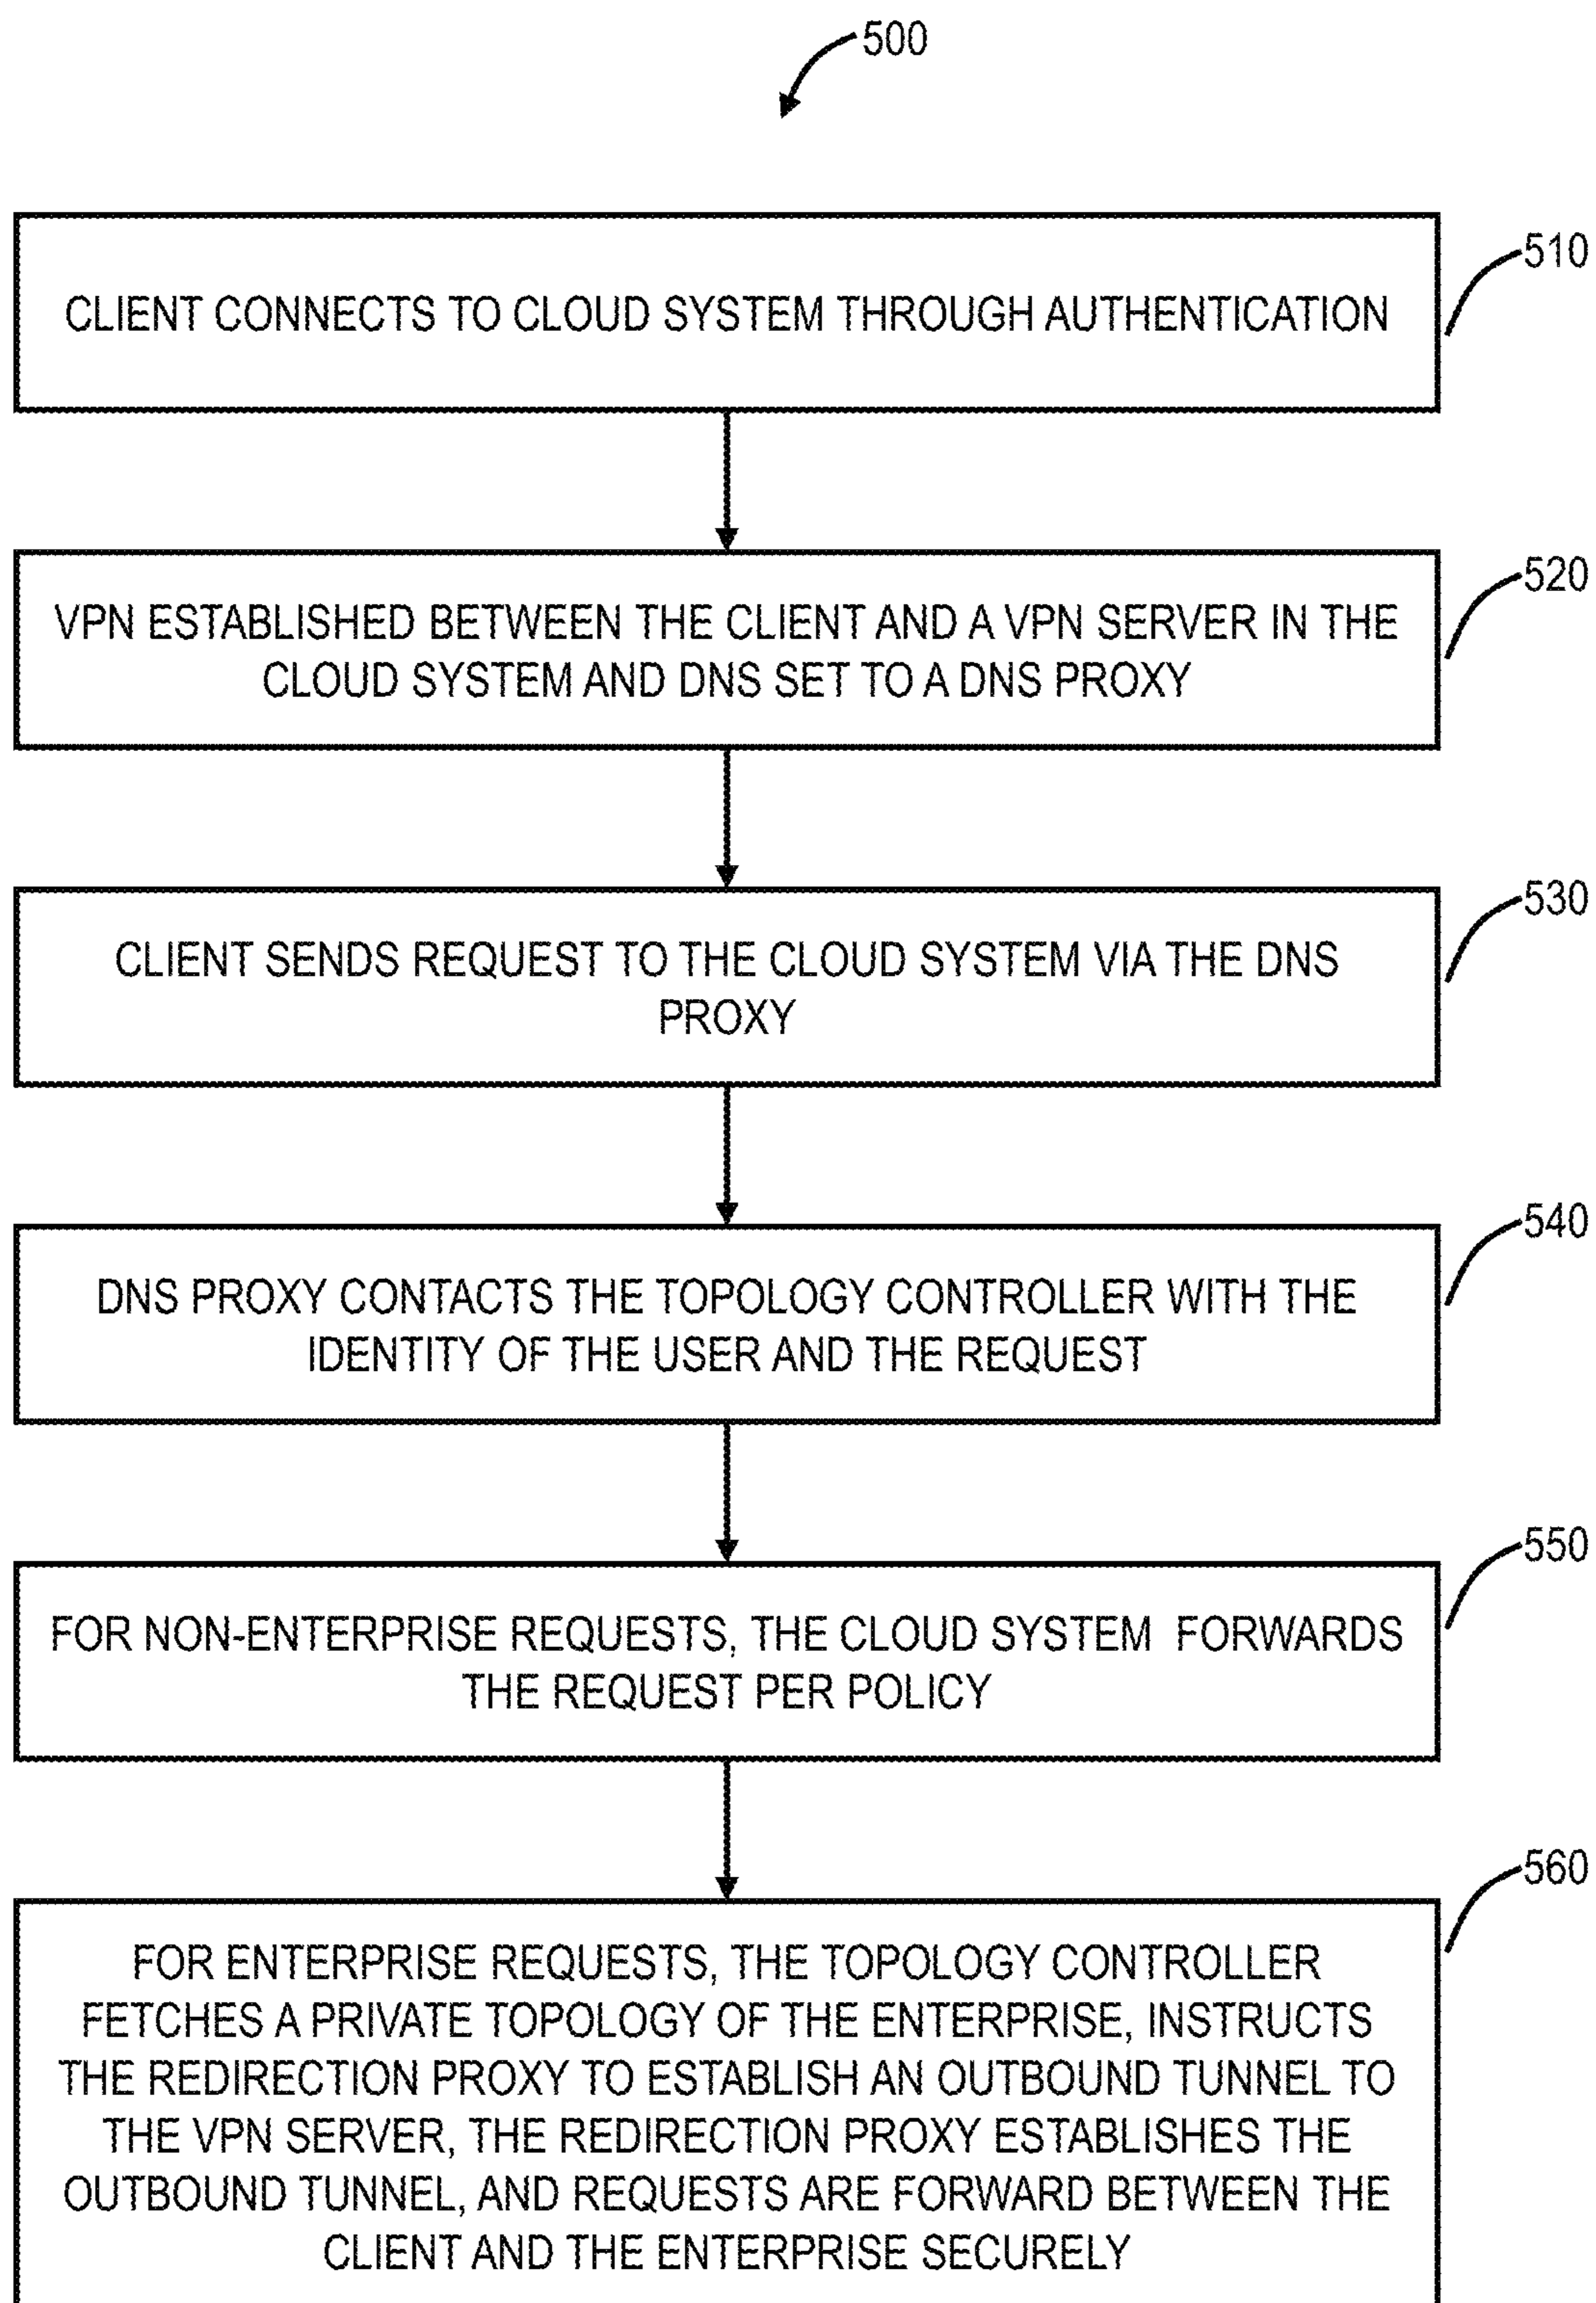 500
CLIENT CONNECTS TO CLOUD SYSTEM THROUGH AUTHENTICATION
510
VPN ESTABLISHED BETWEEN THE CLIENT AND A VPN SERVER IN THE
CLOUD SYSTEM AND DNS SET TO A DNS PROXY
520
CLIENT SENDS REQUEST TO THE CLOUD SYSTEM VIA THE DNS
PROXY
530
DNS PROXY CONTACTS THE TOPOLOGY CONTROLLER WITH THE
IDENTITY OF THE USER AND THE REQUEST
540
FOR NON-ENTERPRISE REQUESTS, THE CLOUD SYSTEM FORWARDS
THE REQUEST PER POLICY
550
FOR ENTERPRISE REQUESTS, THE TOPOLOGY CONTROLLER
FETCHES A PRIVATE TOPOLOGY OF THE ENTERPRISE, INSTRUCTS
THE REDIRECTION PROXY TO ESTABLISH AN OUTBOUND TUNNEL TO
THE VPN SERVER, THE REDIRECTION PROXY ESTABLISHES THE
OUTBOUND TUNNEL, AND REQUESTS ARE FORWARD BETWEEN THE
CLIENT AND THE ENTERPRISE SECURELY
560